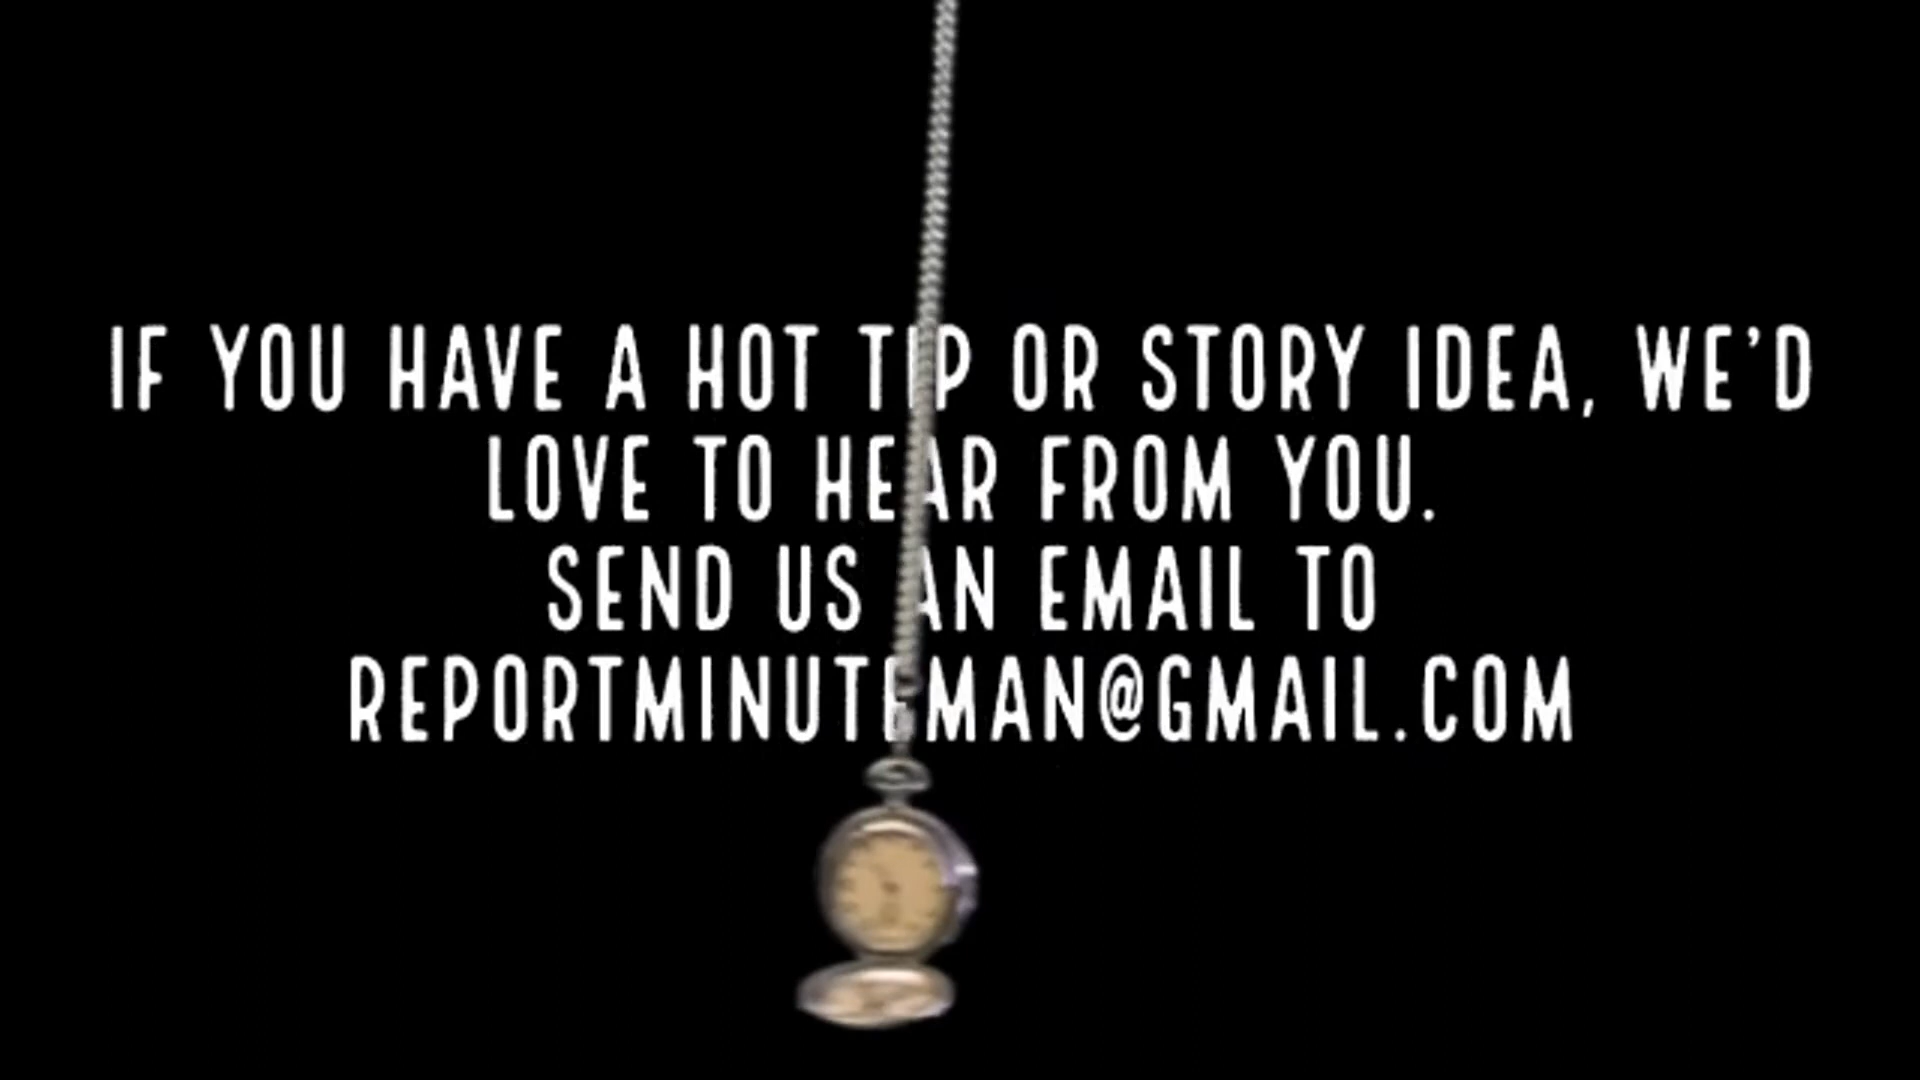 IF YOU HAVE A HOT TIP OR STORY IDEA, WE'D
LOVE TO HEAR FROM YOU.
SEND US AN EMAIL TO
REPORTMINUTEMAN@GMAIL.COM